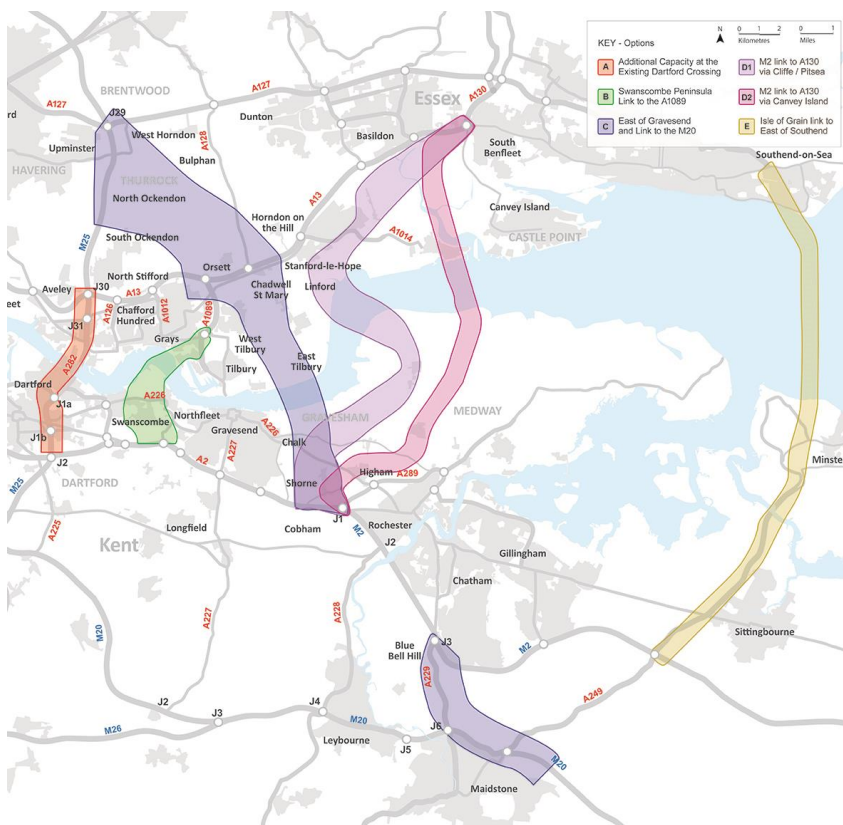 KEY - Options
N
0 1 2
Kilometres
0 1
Miles
A Additional Capacity at the
Existing Dartford Crossing
B Swanscombe Peninsula
Link to the A1089
C East of Gravesend
and Link to the M20
D1 M2 link to A130
via Cliffe / Pitsea
D2 M2 link to A130
via Canvey Island
E Isle of Grain link to
East of Southend
BRENTWOOD
A127
A130
Essex
A127
rd
J29
Dunton
West Horndon
A128
Basildon
Upminster
South
Benfleet
Southend-on-Sea
Bulphan
HAVERING
THURROCK
A13
North Ockendon
Canvey Island
Horndon on
the Hill
A1014
CASTLE POINT
South Ockendon
M25
Stanford-le-Hope
Orsett
North Stifford
Chadwell
St Mary
Linford
Aveley
J30
A13
eet
A126
Chafford
Hundred
A1012
A1089
J31
Grays
West
Tilbury
East
Tilbury
A282
Tilbury
Dartford
A226
J1a
Northfleet
GRAVESHAM
MEDWAY
Swanscombe
Gravesend
A226
J1b
Chalk
A227
A2
J2
Higham
A289
Minste
DARTFORD
Shorne
M25
J1
A225
Longfield
Cobham
Rochester
M2
Kent
J2
Gillingham
Chatham
A228
A227
Sittingbourne
M20
Blue
Bell Hill
J3
M2
A229
A249
J2
J4
J3
M20
J6
M26
Leybourne
J5
M20
Maidstone